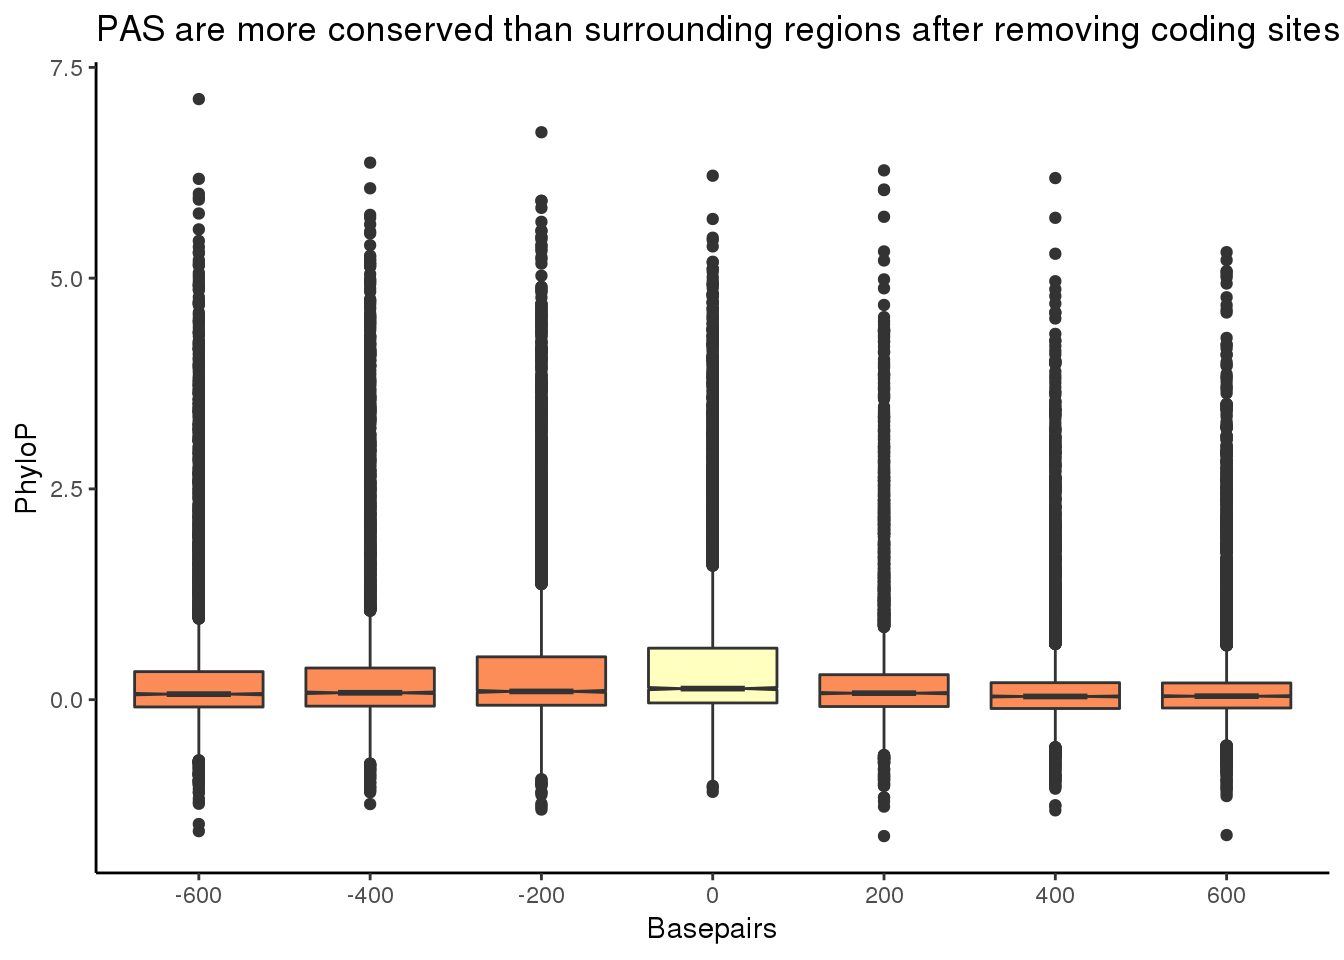 PAS are more conserved than surrounding regions after removing coding sites
7.5
5.0
2.5
0.0
PhyloP
-600 -400 -200 0 200 400 600
Basepairs